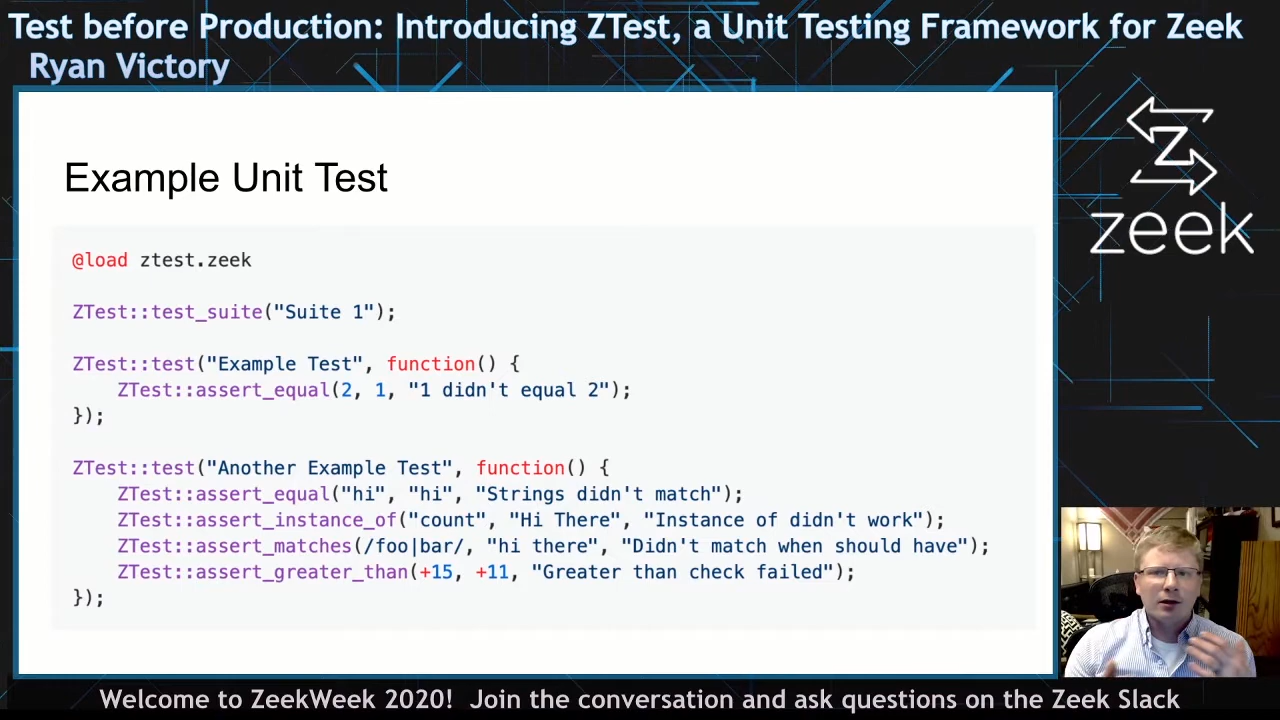 Test before Production: Introducing ZTest, a Unit Testing Framework for Zeek
Ryan Victory
Example Unit Test
@load ztest.zeek
ZTest::test_suite("Suite 1");
ZTest::test("Example Test", function() {
    ZTest::assert_equal(2, 1, "1 didn't equal 2");
});
ZTest::test("Another Example Test", function() {
    ZTest::assert_equal("hi", "hi", "Strings didn't match");
    ZTest::assert_instance_of("count", "Hi There", "Instance of didn't work");
    ZTest::assert_matches(/foo|bar/, "hi there", "Didn't match when should have");
    ZTest::assert_greater_than(+15, +11, "Greater than check failed");
});
Z
zeek
Welcome to ZeekWeek 2020! Join the conversation and ask questions on the Zeek Slack